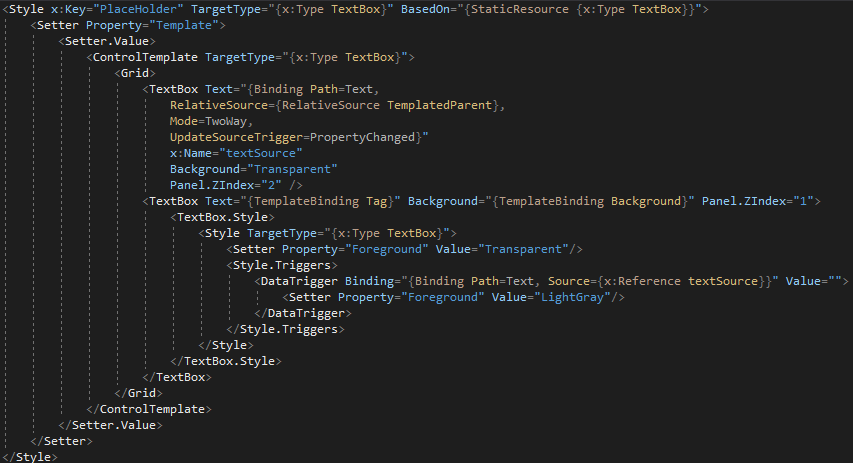 <Style x:Key="PlaceHolder" TargetType="{x:Type TextBox}" BasedOn="{StaticResource {x:Type TextBox}}">
<Setter Property="Template">
<Setter.Value>
<ControlTemplate TargetType="{x:Type TextBox}">
<Grid>
<TextBox Text="{Binding Path=Text,
RelativeSource={RelativeSource TemplatedParent},
Mode=TwoWay,
UpdateSourceTrigger=PropertyChanged}"
x:Name="textSource"
Background="Transparent"
Panel.ZIndex="2" />
<TextBox Text="{TemplateBinding Tag}" Background="{TemplateBinding Background}" Panel.ZIndex="1">
<TextBox.Style>
<Style TargetType="{x:Type TextBox}">
<Setter Property="Foreground" Value="Transparent"/>
<Style.Triggers>
<DataTrigger Binding="{Binding Path=Text, Source={x:Reference textSource}}" Value="">
<Setter Property="Foreground" Value="LightGray"/>
</DataTrigger>
</Style.Triggers>
</Style>
</TextBox.Style>
</TextBox>
</Grid>
</ControlTemplate>
</Setter.Value>
</Setter>
</Style>